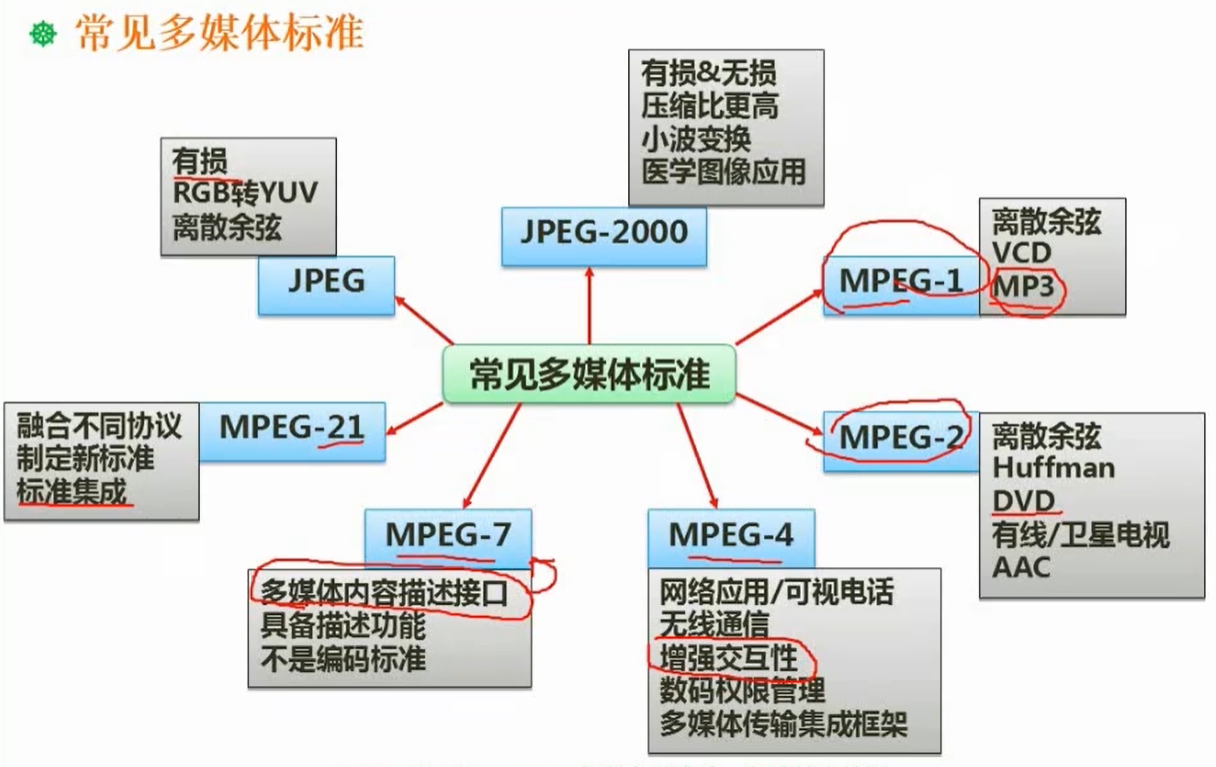 常见多媒体标准
有损&无损
压缩比更高
小波变换
医学图像应用
JPEG-2000
有损
RGB转YUV
离散余弦
JPEG
MPEG-1
离散余弦
VCD
MP3
常见多媒体标准
融合不同协议
制定新标准
标准集成
MPEG-21
MPEG-2
离散余弦
Huffman
DVD
有线/卫星电视
AAC
MPEG-7
多媒体内容描述接口
具备描述功能
不是编码标准
MPEG-4
网络应用/可视电话
无线通信
增强交互性
数码权限管理
多媒体传输集成框架